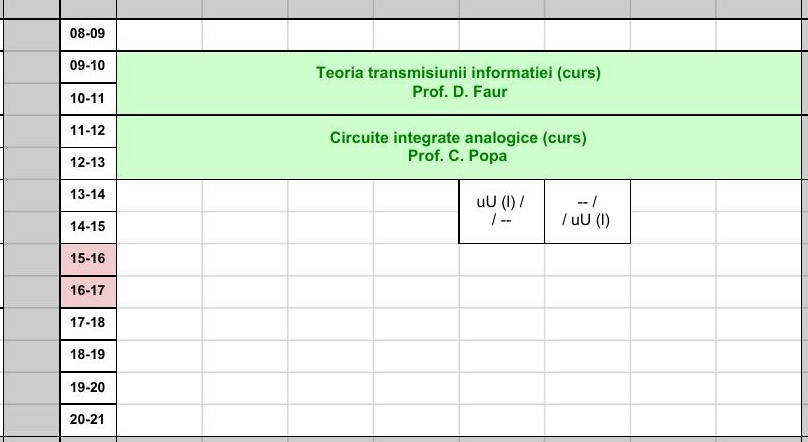 08-09
09-10
Teoria transmisiunii informatiei (curs)
Prof. D. Faur
10-11
11-12
Circuite integrate analogice (curs)
Prof. C. Popa
12-13
13-14
uU (l) /
/ --
-- /
/ uU (l)
14-15
15-16
16-17
17-18
18-19
19-20
20-21